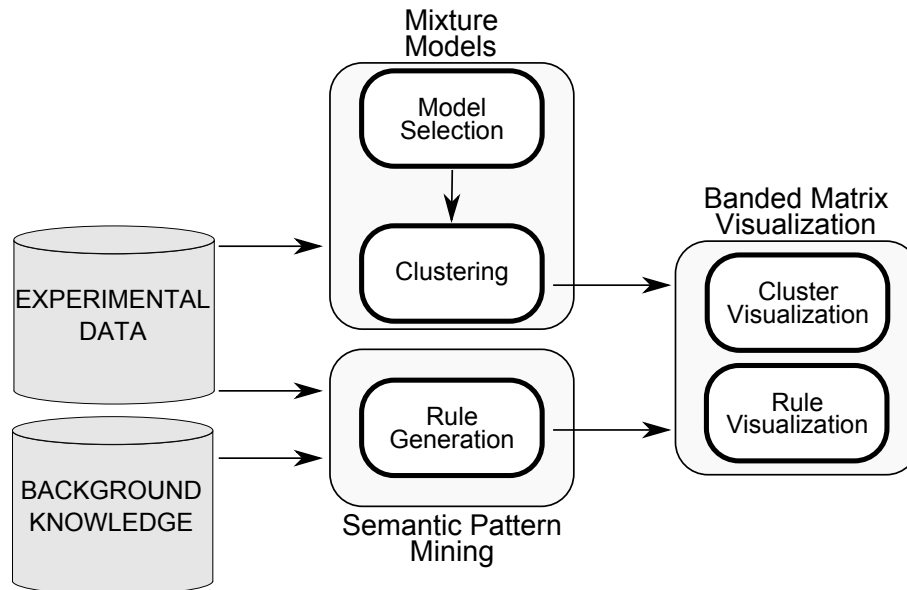 Mixture
Models
Model
Selection
Clustering
EXPERIMENTAL
DATA
BACKGROUND
KNOWLEDGE
Rule
Generation
Semantic Pattern
Mining
Banded Matrix
Visualization
Cluster
Visualization
Rule
Visualization